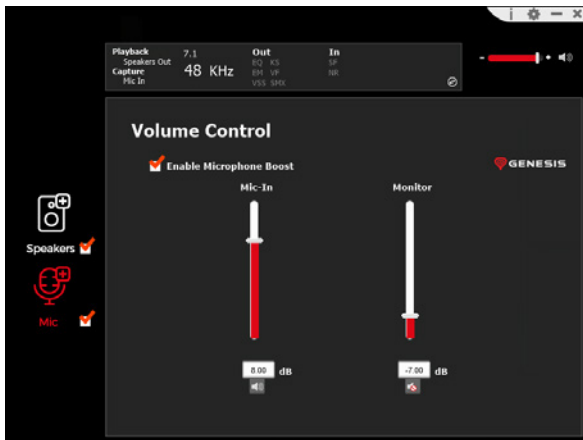 i
Playback 7.1 Out In
Speakers Out EQ KS SF
Capture 48 KHz EM VF NR
Mic In VSS SMX
Volume Control
Enable Microphone Boost
GENESIS
Mic-In Monitor
Speakers
Mic
8.00 dB -7.00 dB